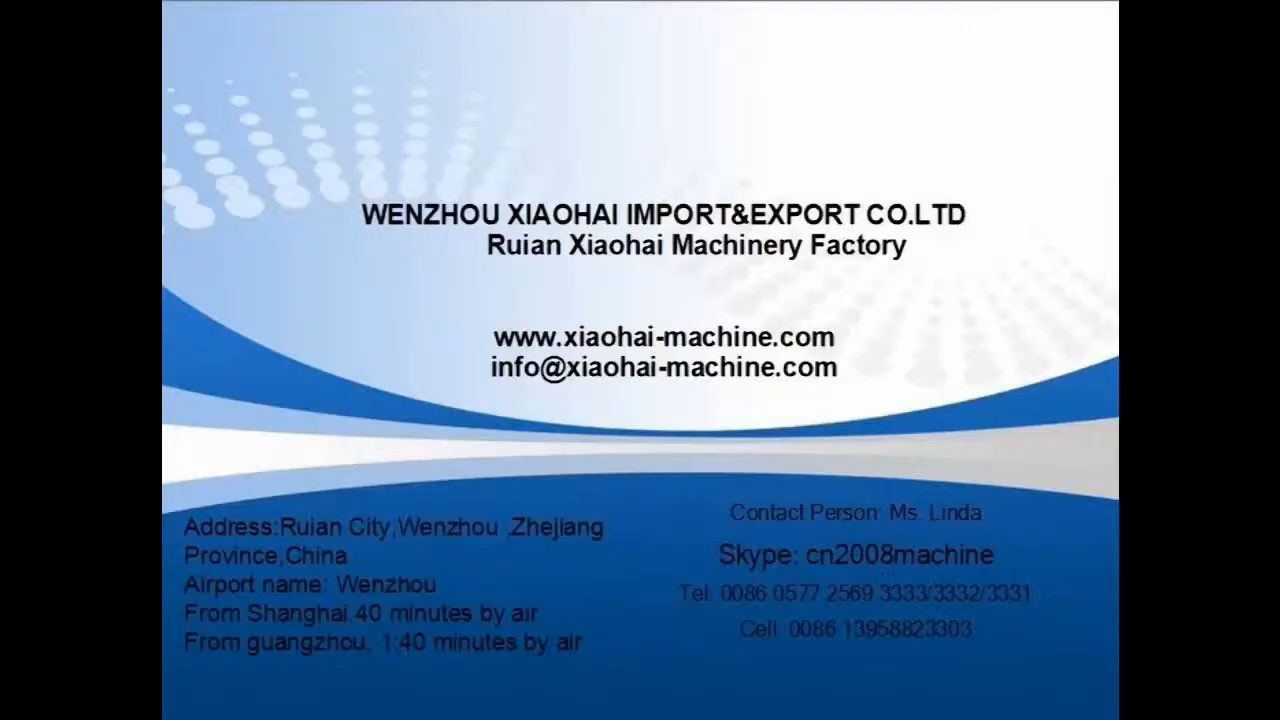 WENZHOU XIAOHAI IMPORT&EXPORT CO.LTD
Ruian Xiaohai Machinery Factory
www.xiaohai-machine.com
info@xiaohai-machine.com
Address:Ruian City,Wenzhou ,Zhejiang
Province,China
Airport name: Wenzhou
From Shanghai.40 minutes by air
From guangzhou, 1:40 minutes by air
Contact Person: Ms. Linda
Skype: cn2008machine
Tel: 0086 0577 2569 3333/3332/3331
Cell: 0086 13958823303